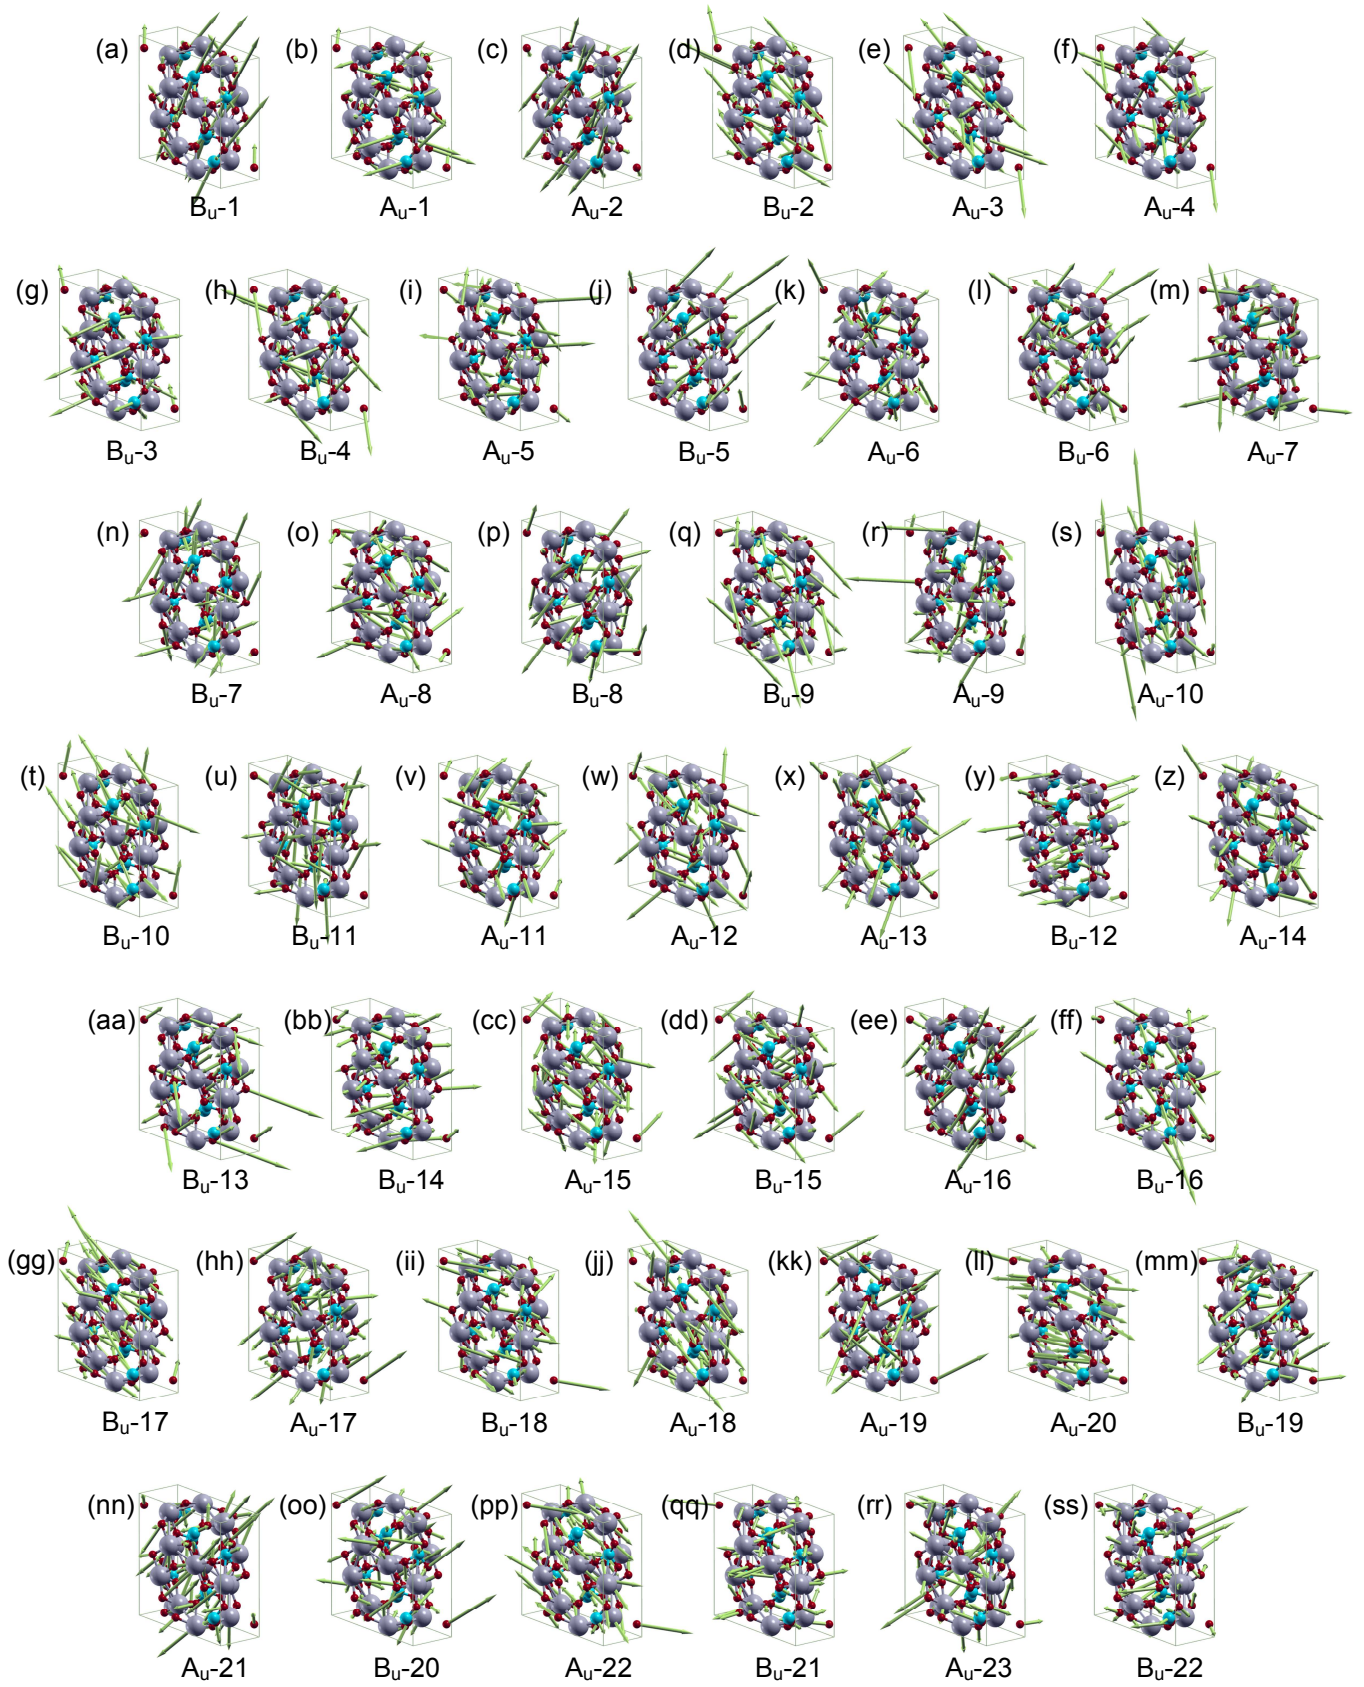 (a) (b) (c) (d) (e) (f)
Bu-1 Au-1 Au-2 Bu-2 Au-3 Au-4
(g) (h) (i) (j) (k) (l) (m)
Bu-3 Bu-4 Au-5 Bu-5 Au-6 Bu-6 Au-7
(n) (o) (p) (q) (r) (s)
Bu-7 Au-8 Bu-8 Bu-9 Au-9 Au-10
(t) (u) (v) (w) (x) (y) (z)
Bu-10 Bu-11 Au-11 Au-12 Au-13 Bu-12 Au-14
(aa) (bb) (cc) (dd) (ee) (ff)
Bu-13 Bu-14 Au-15 Bu-15 Au-16 Bu-16
(gg) (hh) (ii) (jj) (kk) (ll) (mm)
Bu-17 Au-17 Bu-18 Au-18 Au-19 Au-20 Bu-19
(nn) (oo) (pp) (qq) (rr) (ss)
Au-21 Bu-20 Au-22 Bu-21 Au-23 Bu-22